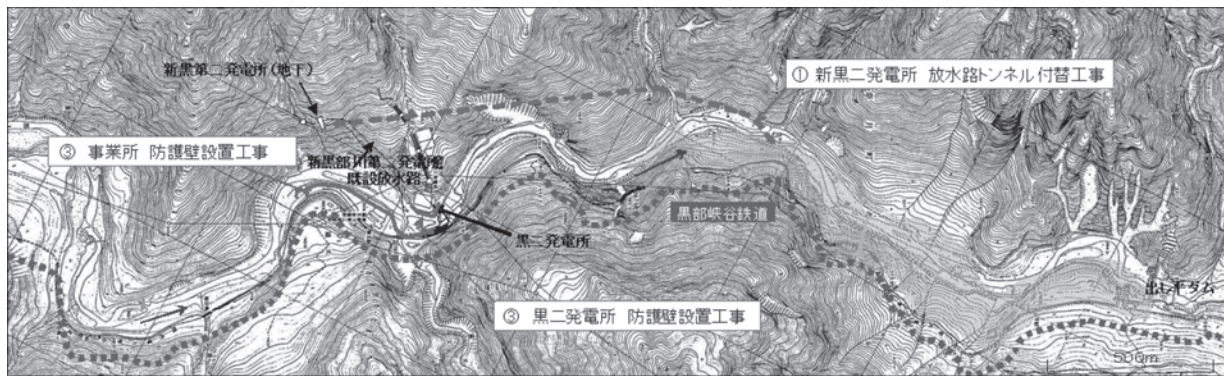 新黒第二発電所(地下)
① 新黒二発電所 放水路トンネル付替工事
③ 事業所 防護壁設置工事
新黒部川第二発電所
既設放水路
黒部峡谷鉄道
黒二発電所
出し平ダム
③ 黒二発電所 防護壁設置工事
500m